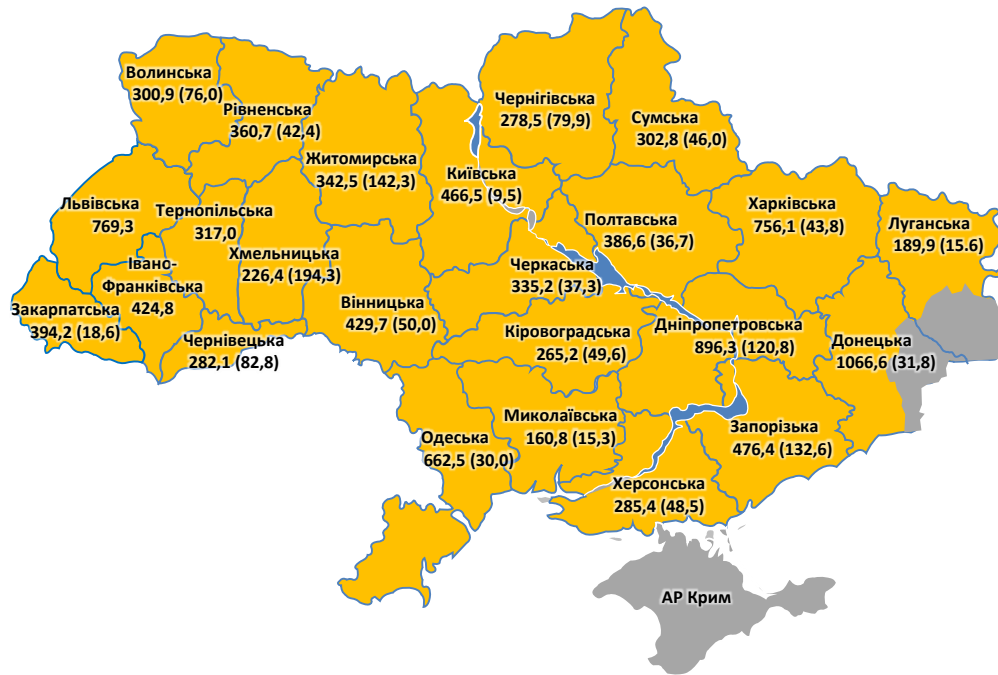 Волинська
300,9 (76,0)
Рівненська
360,7 (42,4)
Житомирська
342,5 (142,3)
Київська
466,5 (9,5)
Чернігівська
278,5 (79,9)
Сумська
302,8 (46,0)
Львівська
769,3
Тернопільська
317,0
Хмельницька
226,4 (194,3)
Івано-
Франківська
424,8
Закарпатська
394,2 (18,6)
Чернівецька
282,1 (82,8)
Вінницька
429,7 (50,0)
Черкаська
335,2 (37,3)
Полтавська
386,6 (36,7)
Харківська
756,1 (43,8)
Луганська
189,9 (15.6)
Кіровоградська
265,2 (49,6)
Дніпропетровська
896,3 (120,8)
Донецька
1066,6 (31,8)
Одеська
662,5 (30,0)
Миколаївська
160,8 (15,3)
Запорізька
476,4 (132,6)
Херсонська
285,4 (48,5)
АР Крим